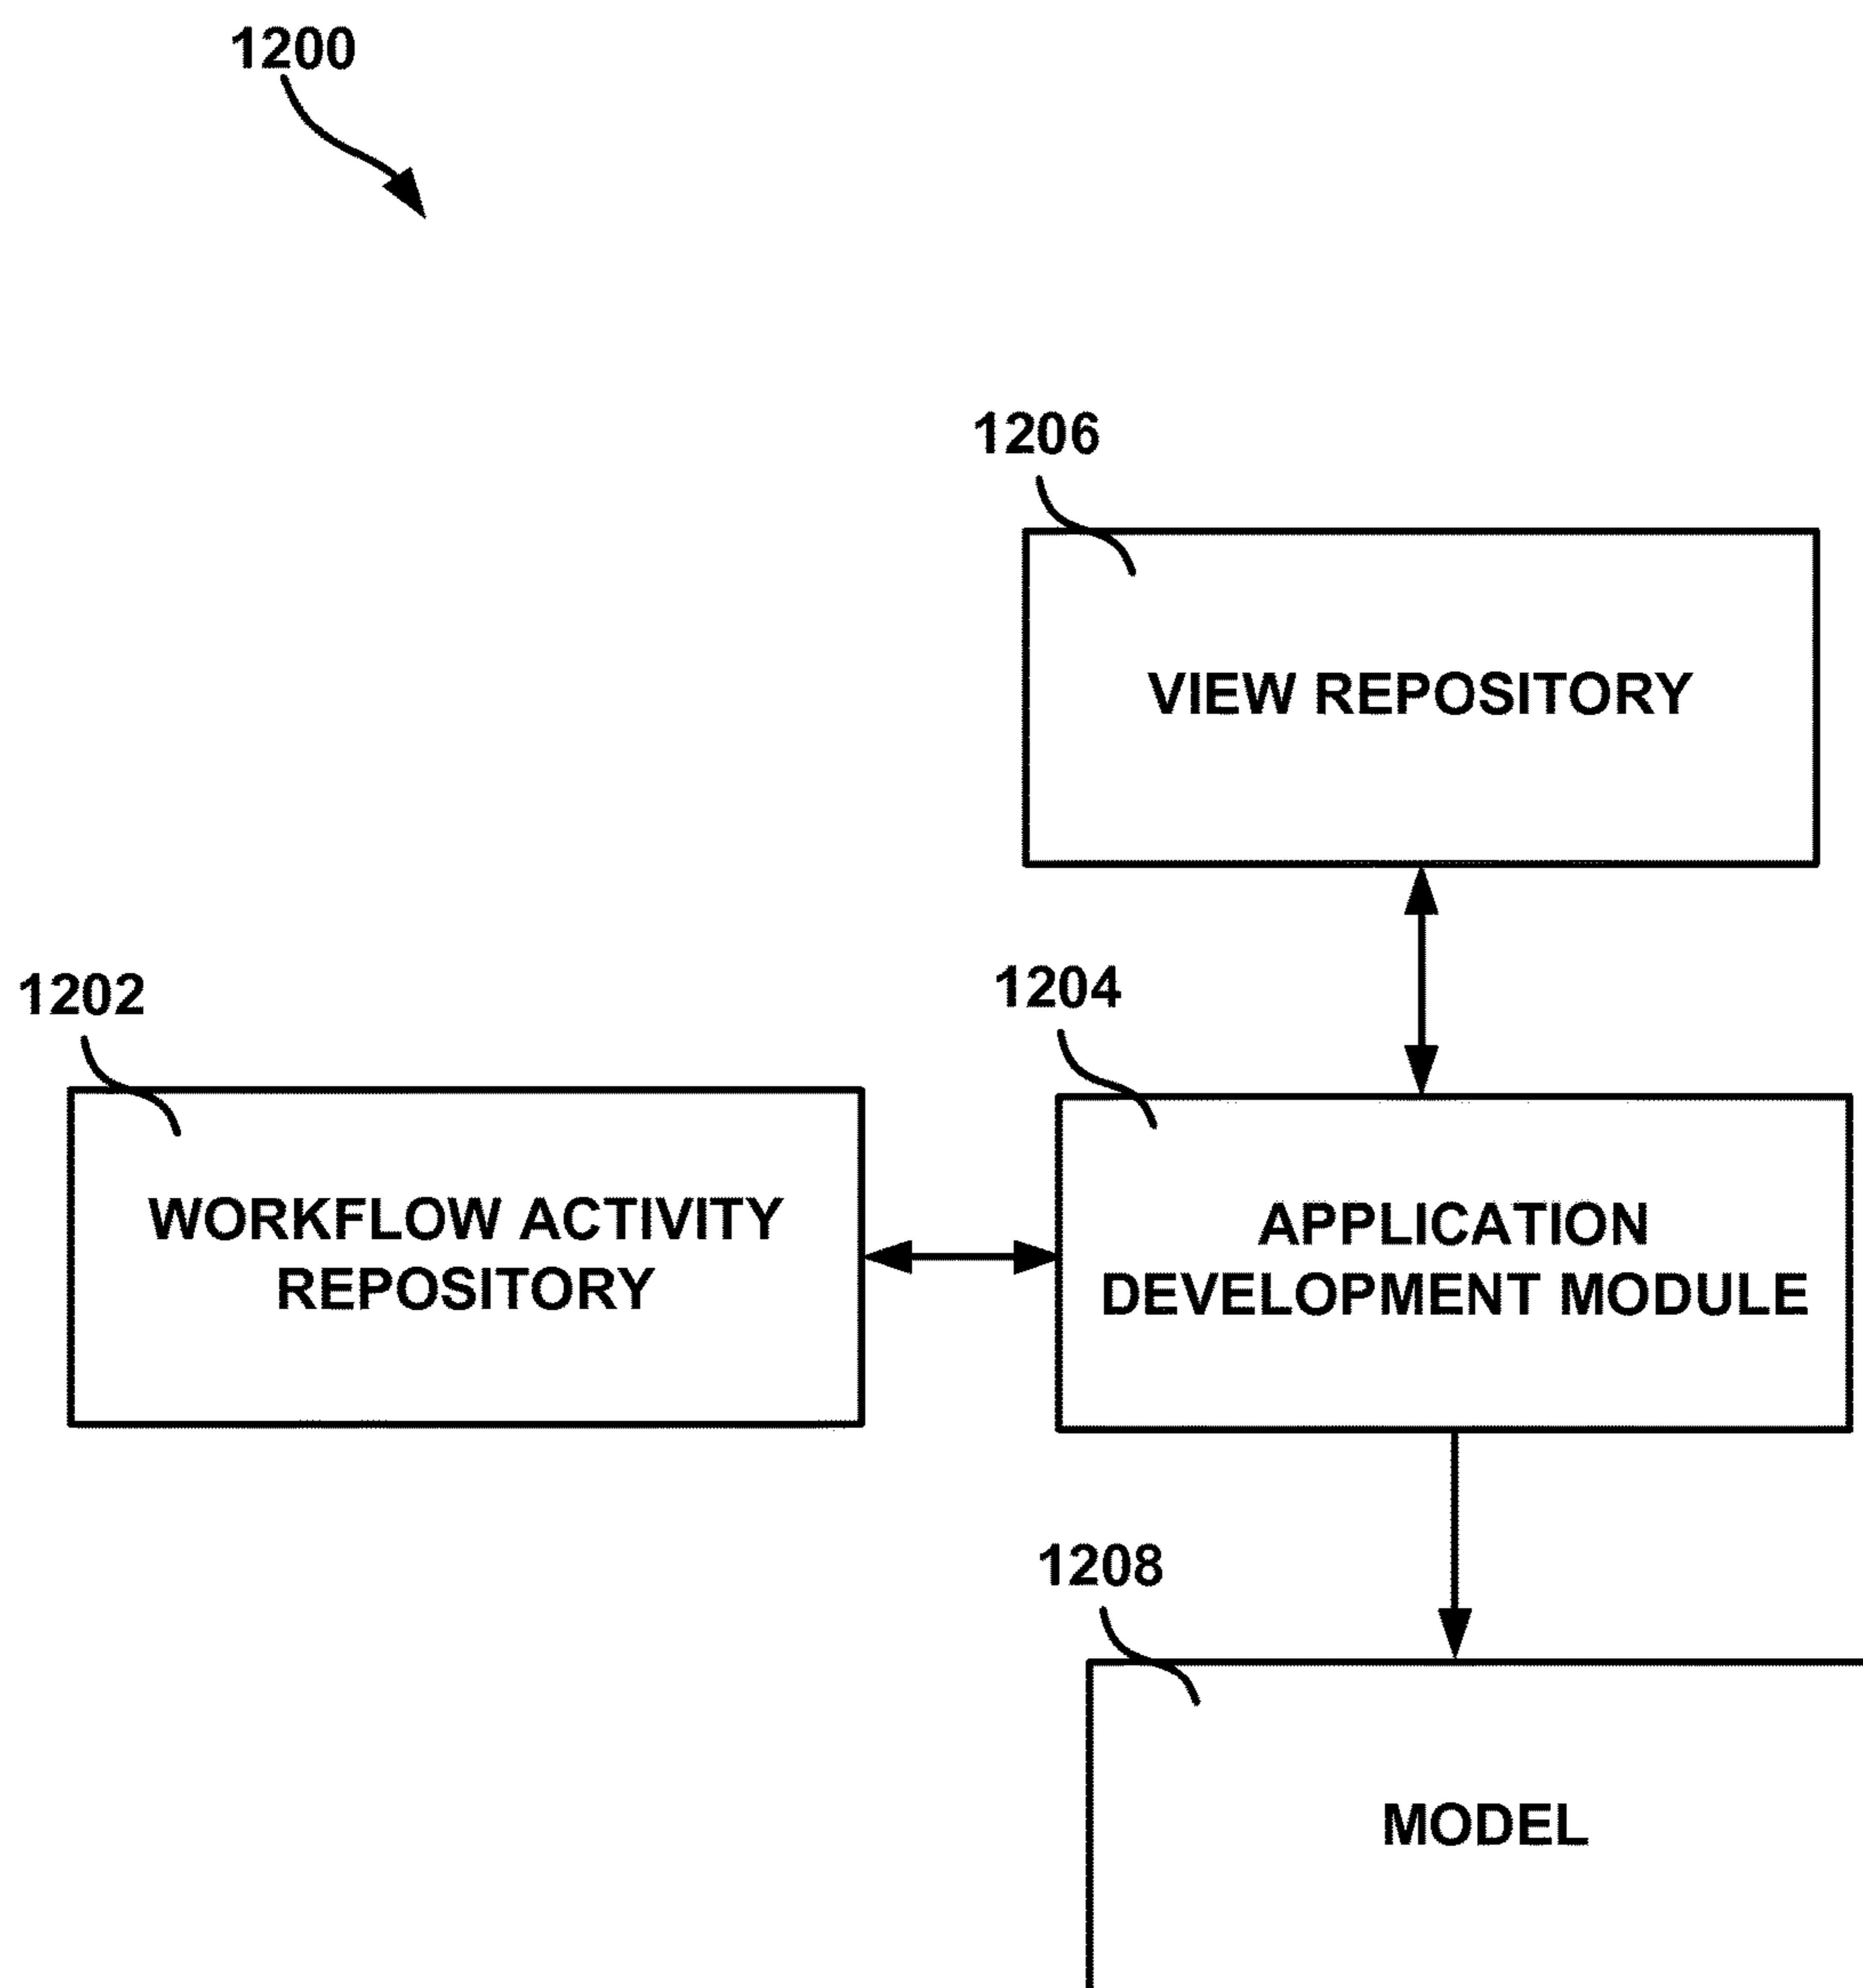 1200
1206
VIEW REPOSITORY
1202
1204
WORKFLOW ACTIVITY
REPOSITORY
APPLICATION
DEVELOPMENT MODULE
1208
MODEL